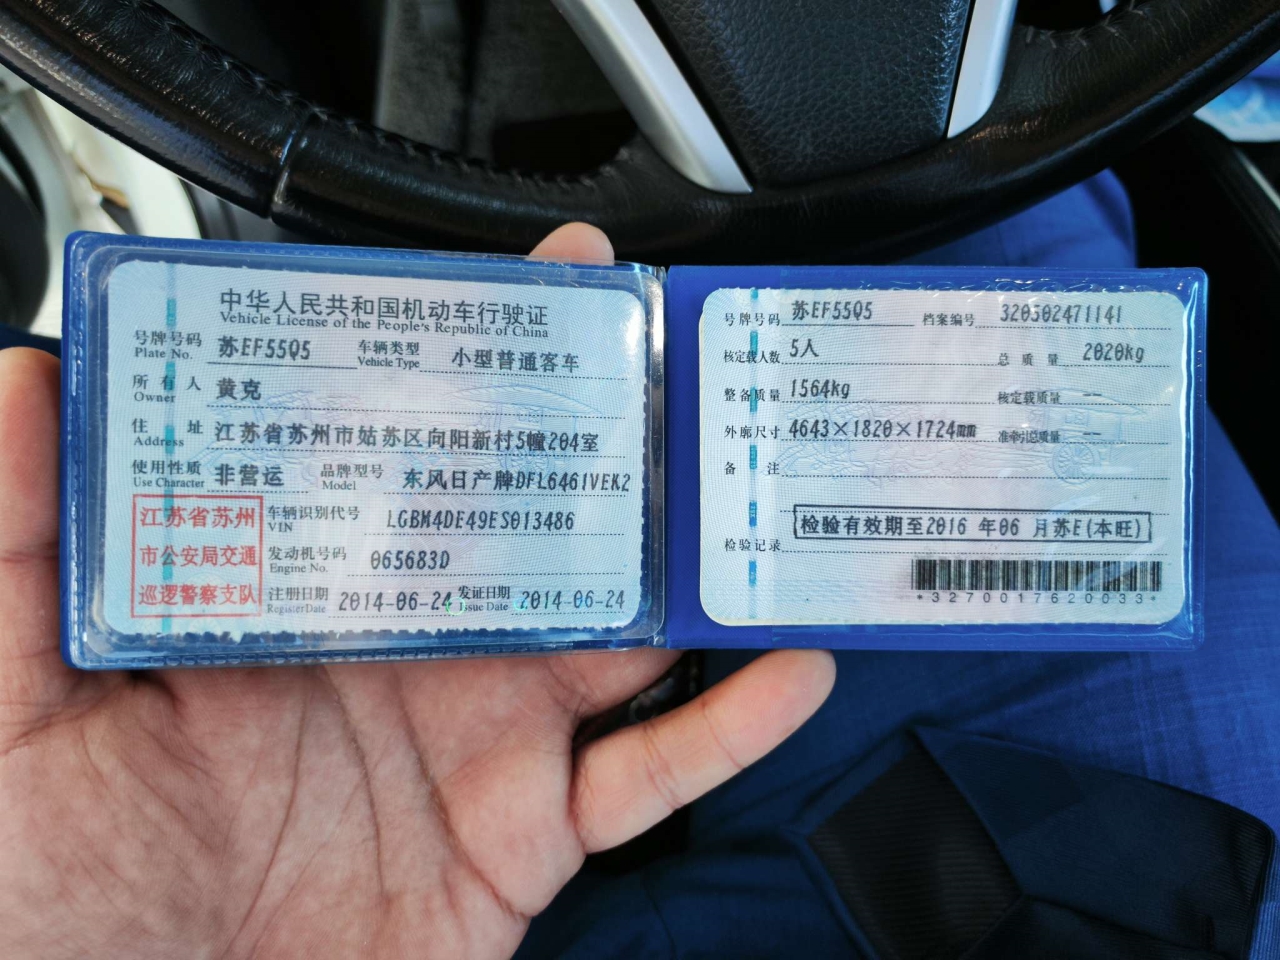 中华人民共和国机动车行驶证
Vehicle License of the People's Republic of China
号牌号码 苏EF55Q5 车辆类型 小型普通客车
Plate No. Vehicle Type
所有人 黄克
Owner
住址 江苏省苏州市姑苏区向阳新村5幢204室
Address
使用性质 非营运 品牌型号 东风日产牌DFL6461VEK2
Use Character Model
江苏省苏州
市公安局交通
巡逻警察支队
车辆识别代号 LGBM4DE49ES013486
VIN
发动机号码 065683D
Engine No.
注册日期 2014-06-24 发证日期 2014-06-24
Register Date Issue Date
号牌号码 苏EF55Q5 档案编号 320502471141
核定载人数 5人 总质量 2020kg
整备质量 1564kg 核定载质量 --
外廓尺寸 4643×1820×1724mm 准牵引总质量 --
备注
检验有效期至2016 年06 月苏E(本旺)
检验记录
*3270017620033*